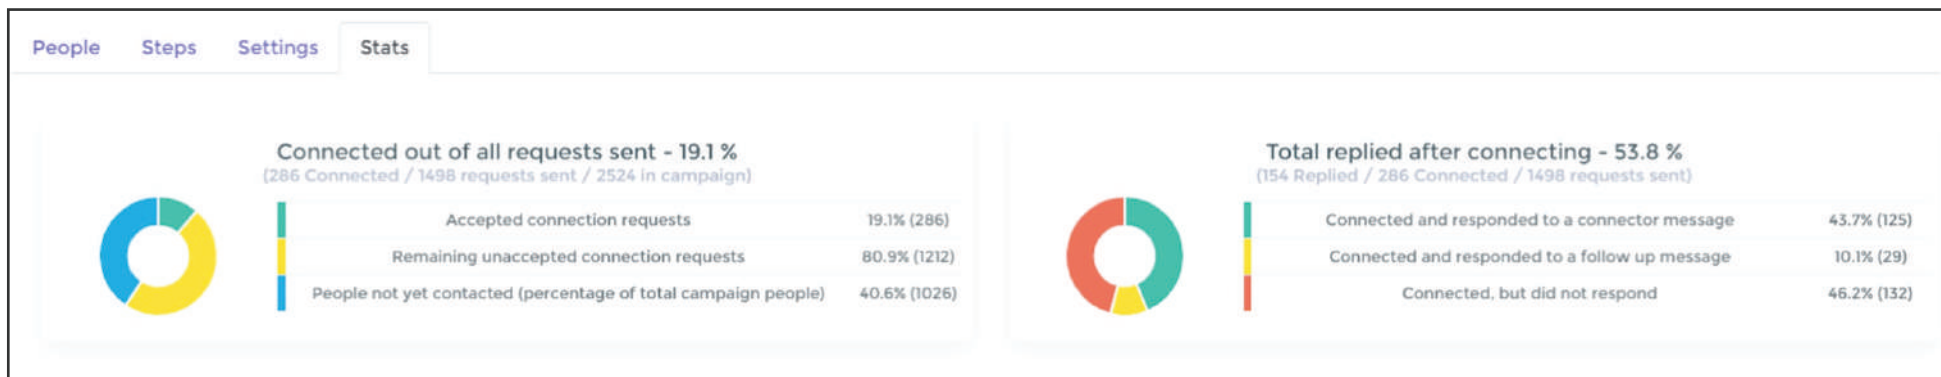 People Steps Settings Stats
Connected out of all requests sent - 19.1 %
(286 Connected / 1498 requests sent / 2524 in campaign)
Accepted connection requests 19.1% (286)
Remaining unaccepted connection requests 80.9% (1212)
People not yet contacted (percentage of total campaign people) 40.6% (1026)
Total replied after connecting - 53.8 %
(154 Replied / 286 Connected / 1498 requests sent)
Connected and responded to a connector message 43.7% (125)
Connected and responded to a follow up message 10.1% (29)
Connected, but did not respond 46.2% (132)